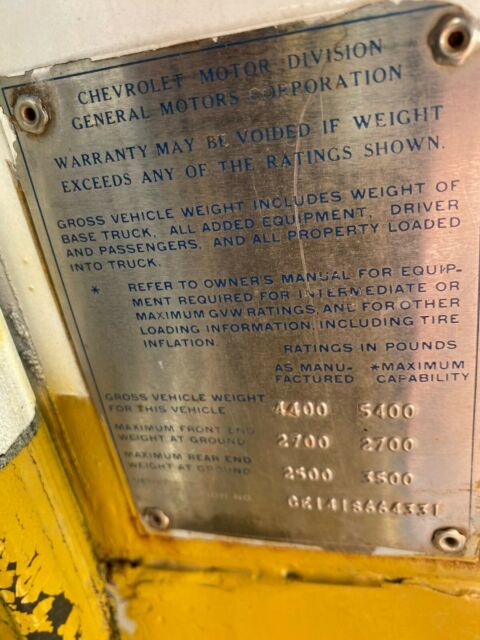 CHEVROLET MOTOR DIVISION
GENERAL MOTORS CORPORATION
WARRANTY MAY BE VOIDED IF WEIGHT
EXCEEDS ANY OF THE RATINGS SHOWN.
GROSS VEHICLE WEIGHT INCLUDES WEIGHT OF
BASE TRUCK, ALL ADDED EQUIPMENT, DRIVER
AND PASSENGERS, AND ALL PROPERTY LOADED
INTO TRUCK.
* REFER TO OWNER'S MANUAL FOR EQUIP-
MENT REQUIRED FOR INTERMEDIATE OR
MAXIMUM GVW RATINGS, AND FOR OTHER
LOADING INFORMATION, INCLUDING TIRE
INFLATION.
RATINGS IN POUNDS
AS MANU- *MAXIMUM
FACTURED CAPABILITY
GROSS VEHICLE WEIGHT
FOR THIS VEHICLE 4400 5400
MAXIMUM FRONT END
WEIGHT AT GROUND 2700 2700
MAXIMUM REAR END
WEIGHT AT GROUND 2500 3500
NO